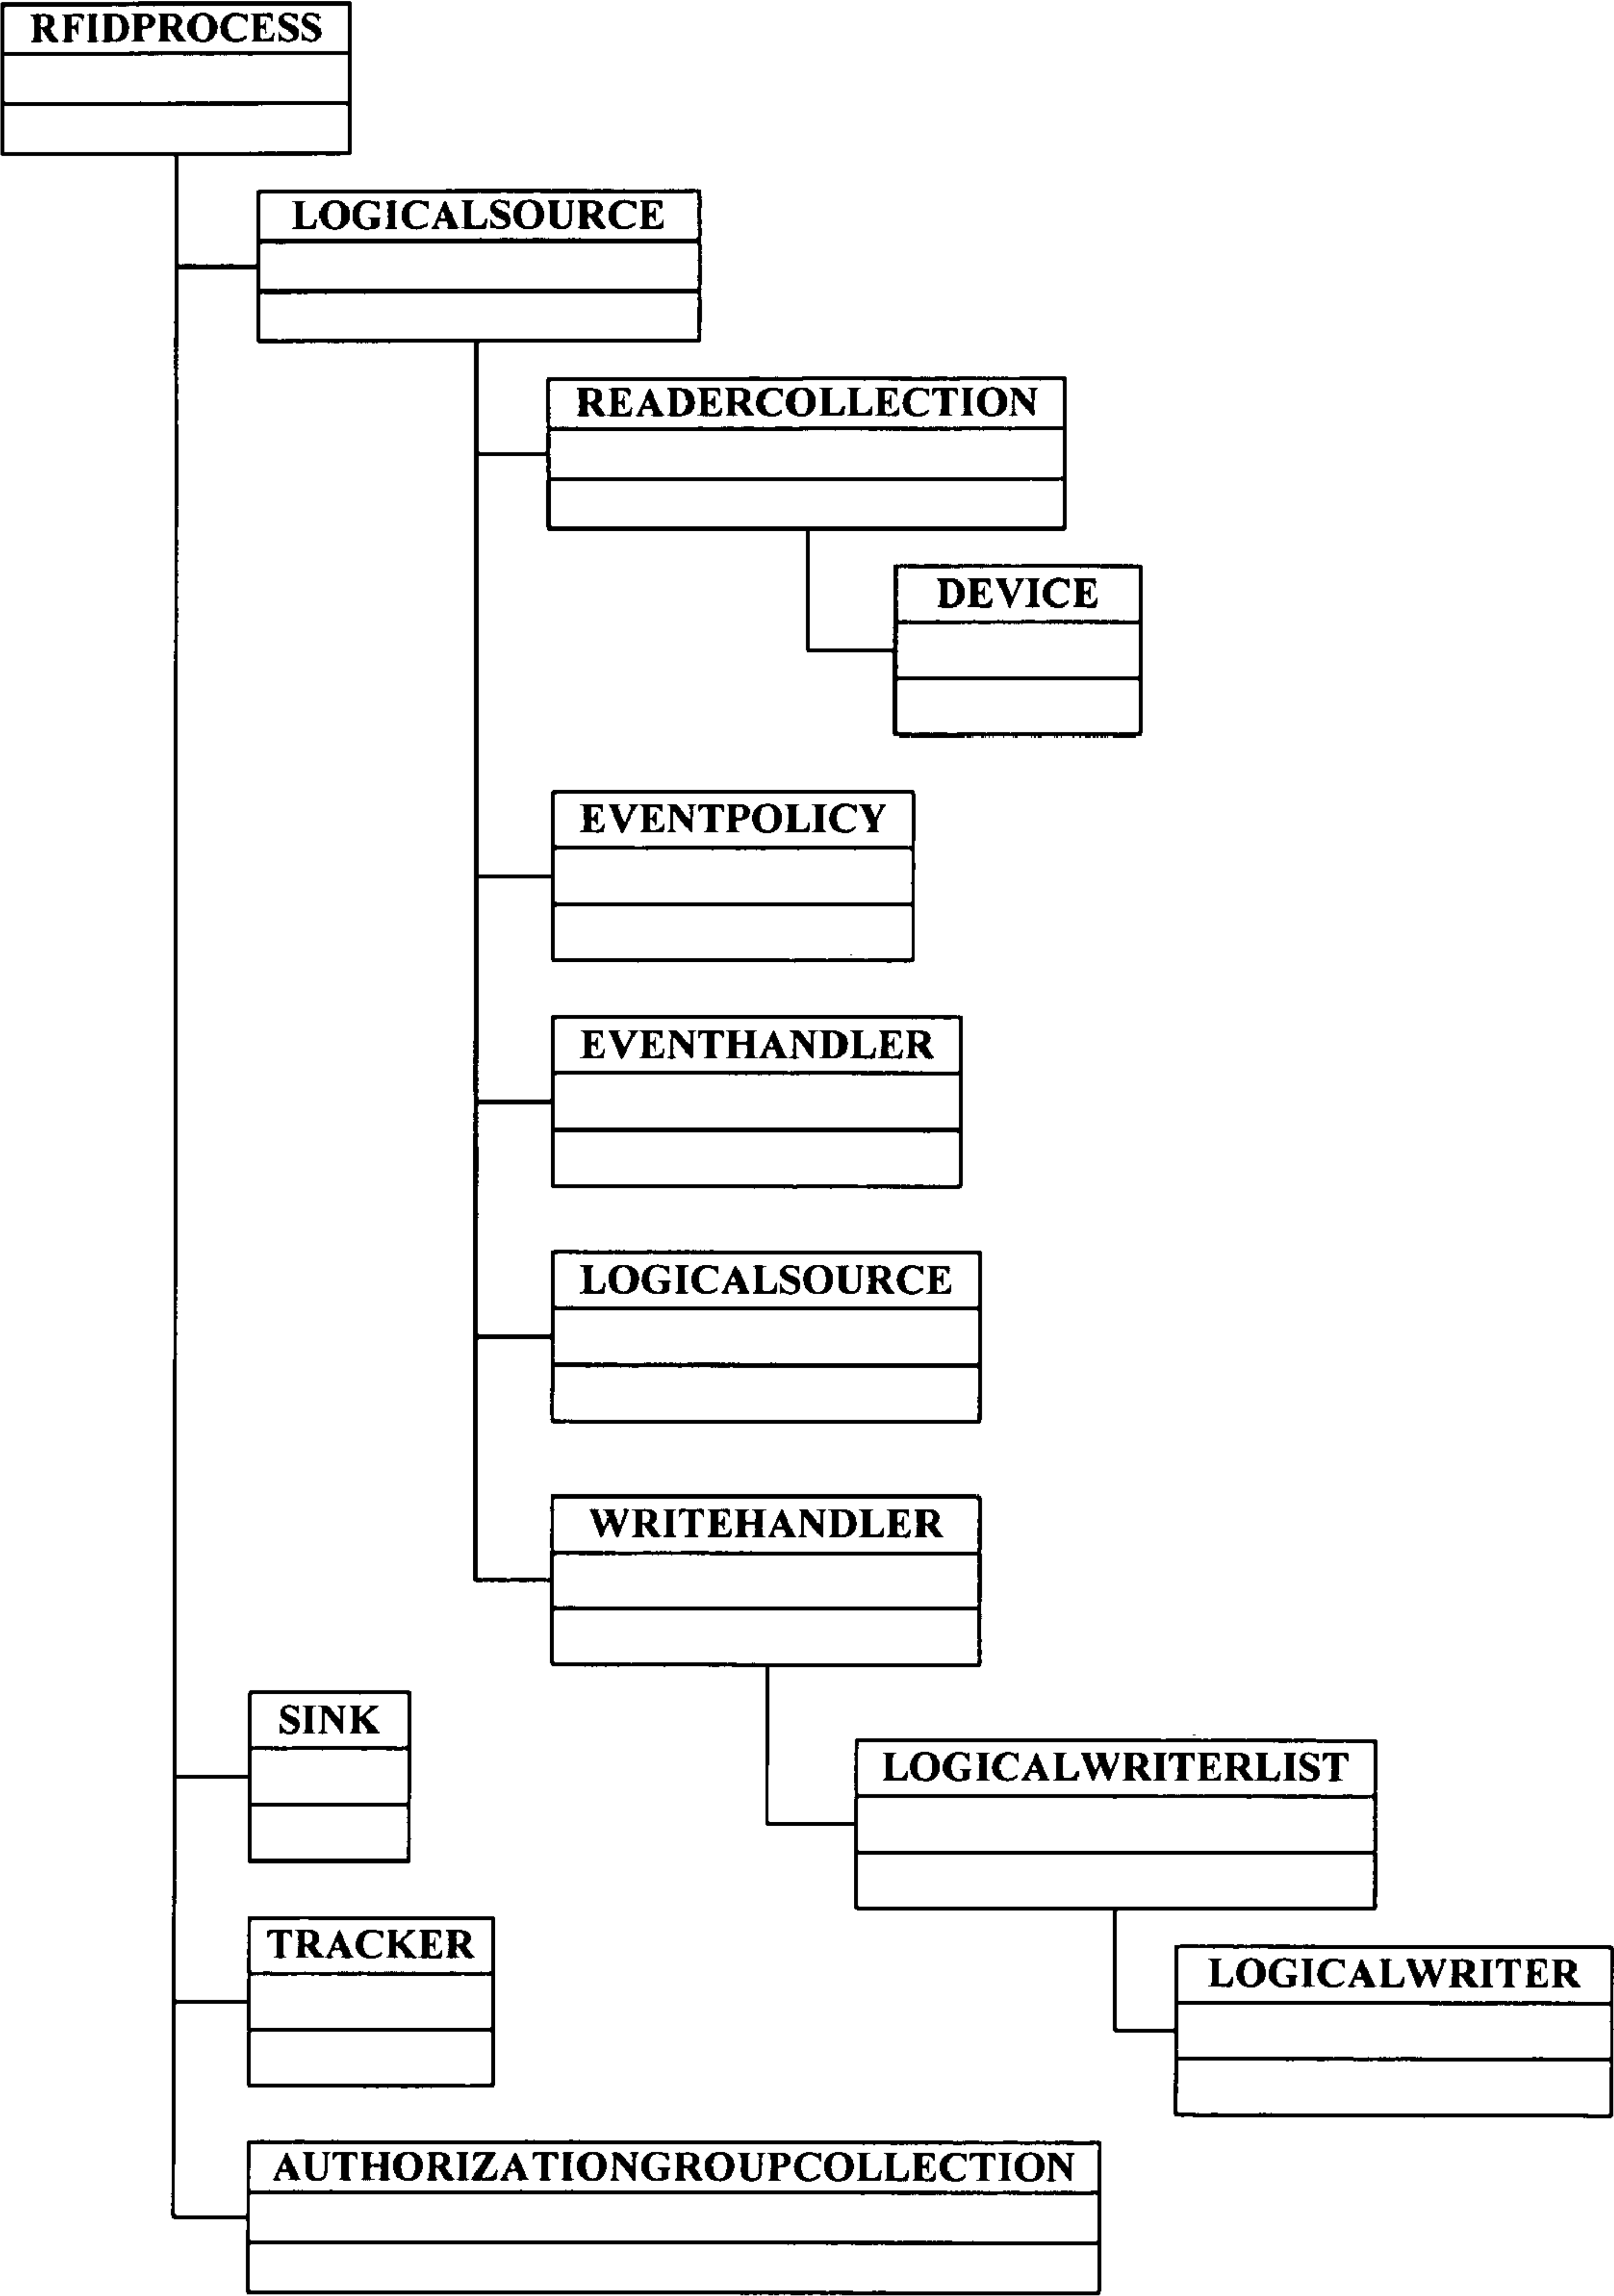 RFIDPROCESS
LOGICALSOURCE
READERCOLLECTION
DEVICE
EVENTPOLICY
EVENTHANDLER
LOGICALSOURCE
WRITEHANDLER
SINK
LOGICALWRITERLIST
TRACKER
LOGICALWRITER
AUTHORIZATIONGROUPCOLLECTION